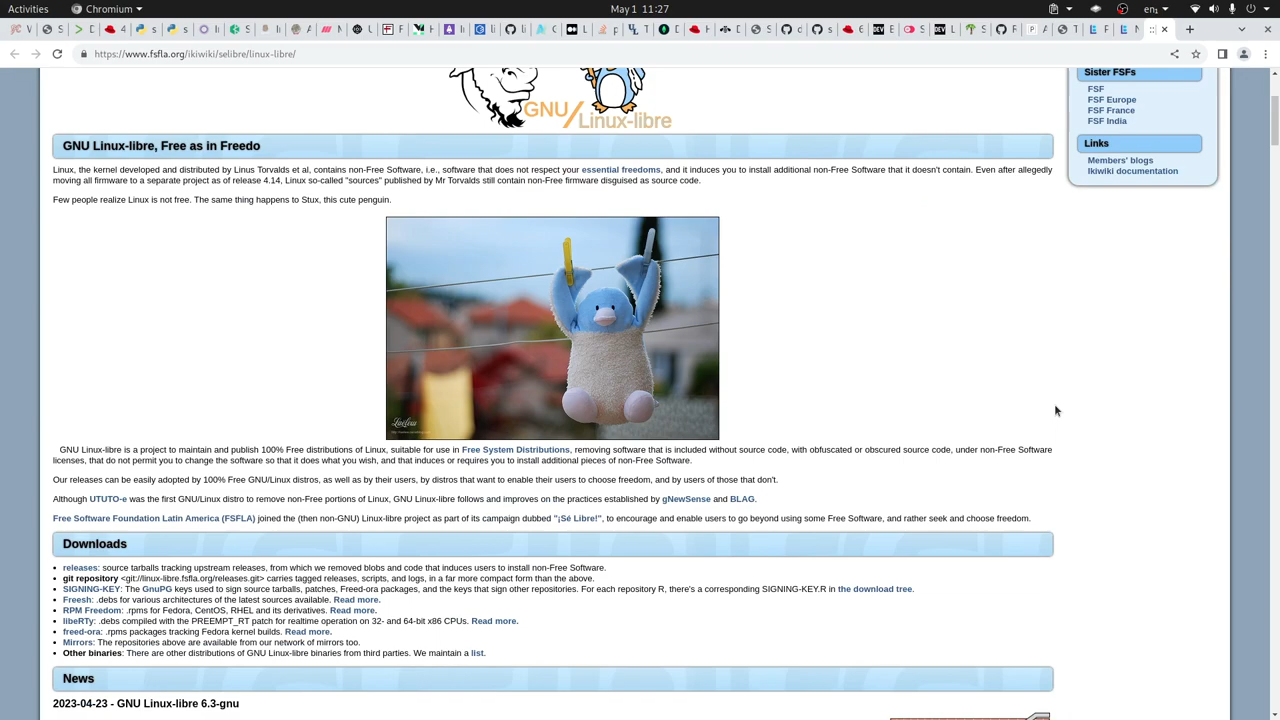 https://www.fsfla.org/ikiwiki/selibre/linux-libre/
Sister FSFs
FSF
FSF Europe
FSF France
FSF India
Links
Members' blogs
Ikiwiki documentation
GNU/Linux-libre
GNU Linux-libre, Free as in Freedo
Linux, the kernel developed and distributed by Linus Torvalds et al, contains non-Free Software, i.e., software that does not respect your essential freedoms, and it induces you to install additional non-Free Software that it doesn't contain. Even after allegedly
moving all firmware to a separate project as of release 4.14, Linux so-called "sources" published by Mr Torvalds still contain non-Free firmware disguised as source code.
Few people realize Linux is not free. The same thing happens to Stux, this cute penguin.
GNU Linux-libre is a project to maintain and publish 100% Free distributions of Linux, suitable for use in Free System Distributions, removing software that is included without source code, with obfuscated or obscured source code, under non-Free Software
licenses, that do not permit you to change the software so that it does what you wish, and that induces or requires you to install additional pieces of non-Free Software.
Our releases can be easily adopted by 100% Free GNU/Linux distros, as well as by their users, by distros that want to enable their users to choose freedom, and by users of those that don't.
Although UTUTO-e was the first GNU/Linux distro to remove non-Free portions of Linux, GNU Linux-libre follows and improves on the practices established by gNewSense and BLAG.
Free Software Foundation Latin America (FSFLA) joined the (then non-GNU) Linux-libre project as part of its campaign dubbed "¡Sé Libre!", to encourage and enable users to go beyond using some Free Software, and rather seek and choose freedom.
Downloads
• releases: source tarballs tracking upstream releases, from which we removed blobs and code that induces users to install non-Free Software.
• git repository <git://linux-libre.fsfla.org/releases.git> carries tagged releases, scripts, and logs, in a far more compact form than the above.
• SIGNING-KEY: The GnuPG keys used to sign source tarballs, patches, Freed-ora packages, and the keys that sign other repositories. For each repository R, there's a corresponding SIGNING-KEY.R in the download tree.
• Freesh: .debs for various architectures of the latest sources available. Read more.
• RPM Freedom: .rpms for Fedora, CentOS, RHEL and its derivatives. Read more.
• libeRTy: .debs compiled with the PREEMPT_RT patch for realtime operation on 32- and 64-bit x86 CPUs. Read more.
• freed-ora: .rpms packages tracking Fedora kernel builds. Read more.
• Mirrors: The repositories above are available from our network of mirrors too.
• Other binaries: There are other distributions of GNU Linux-libre binaries from third parties. We maintain a list.
News
2023-04-23 - GNU Linux-libre 6.3-gnu